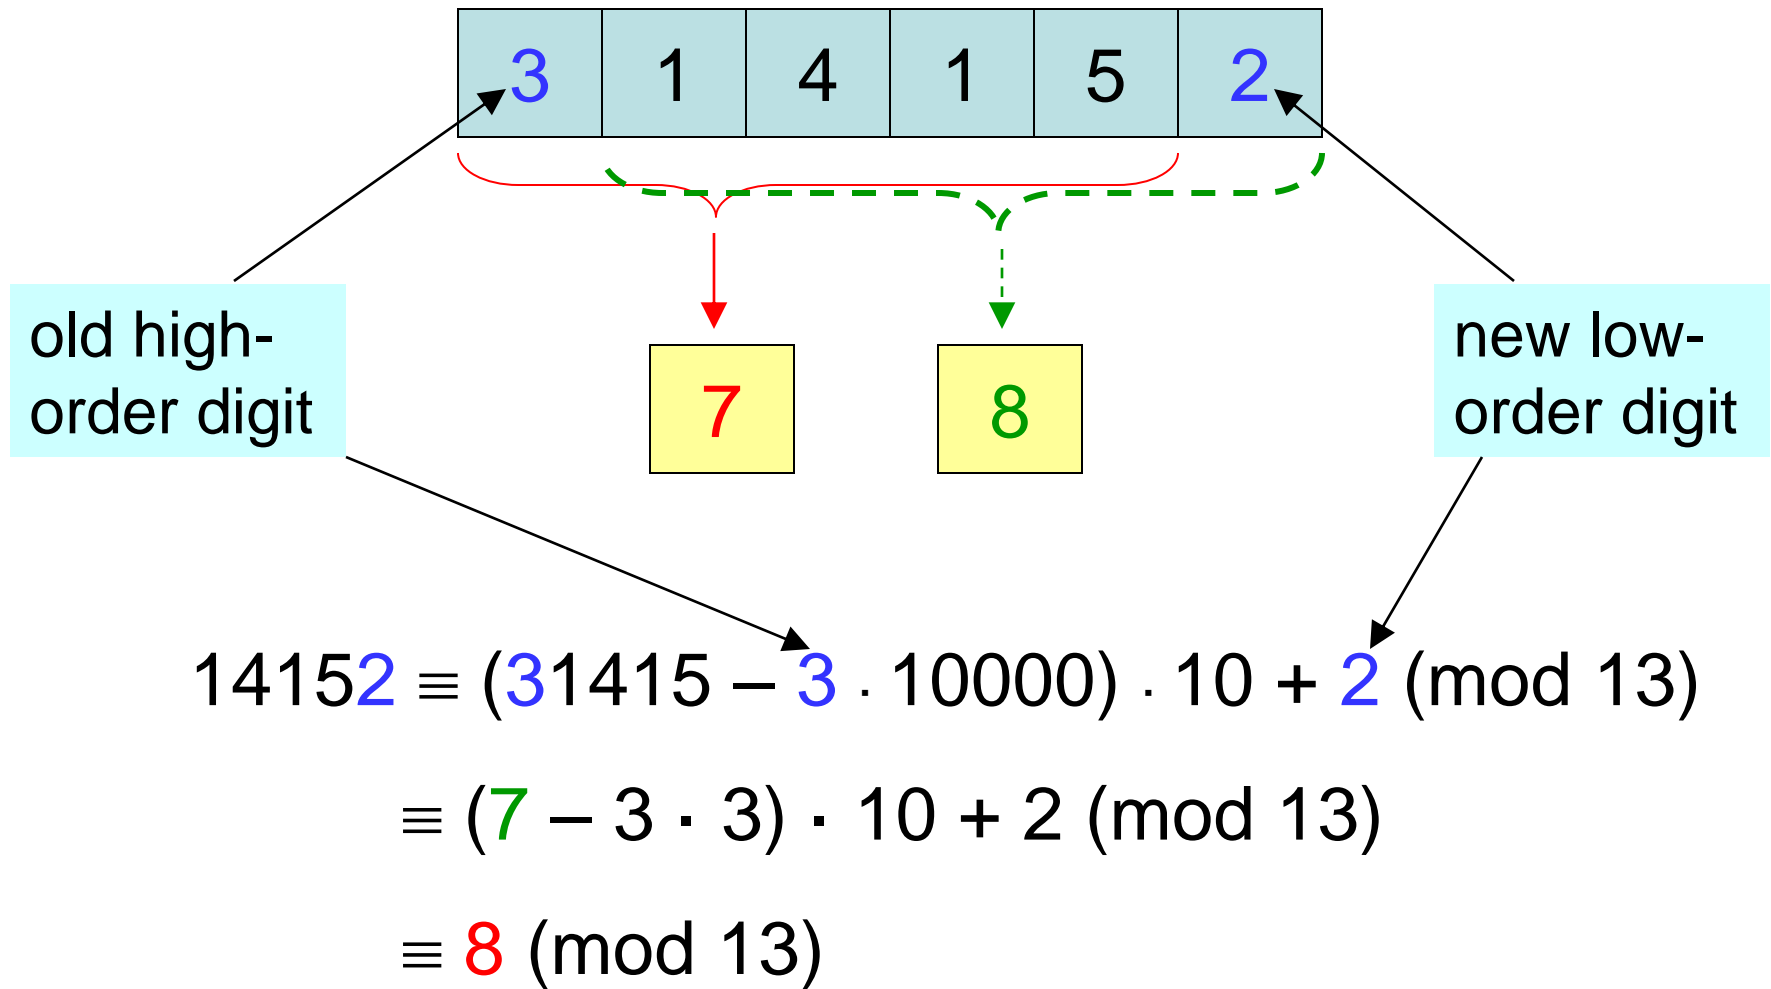 3 1 4 1 5 2
old high-
order digit
7
8
new low-
order digit
14152 ≡ (31415 – 3 · 10000) · 10 + 2 (mod 13)
≡ (7 – 3 · 3) · 10 + 2 (mod 13)
≡ 8 (mod 13)